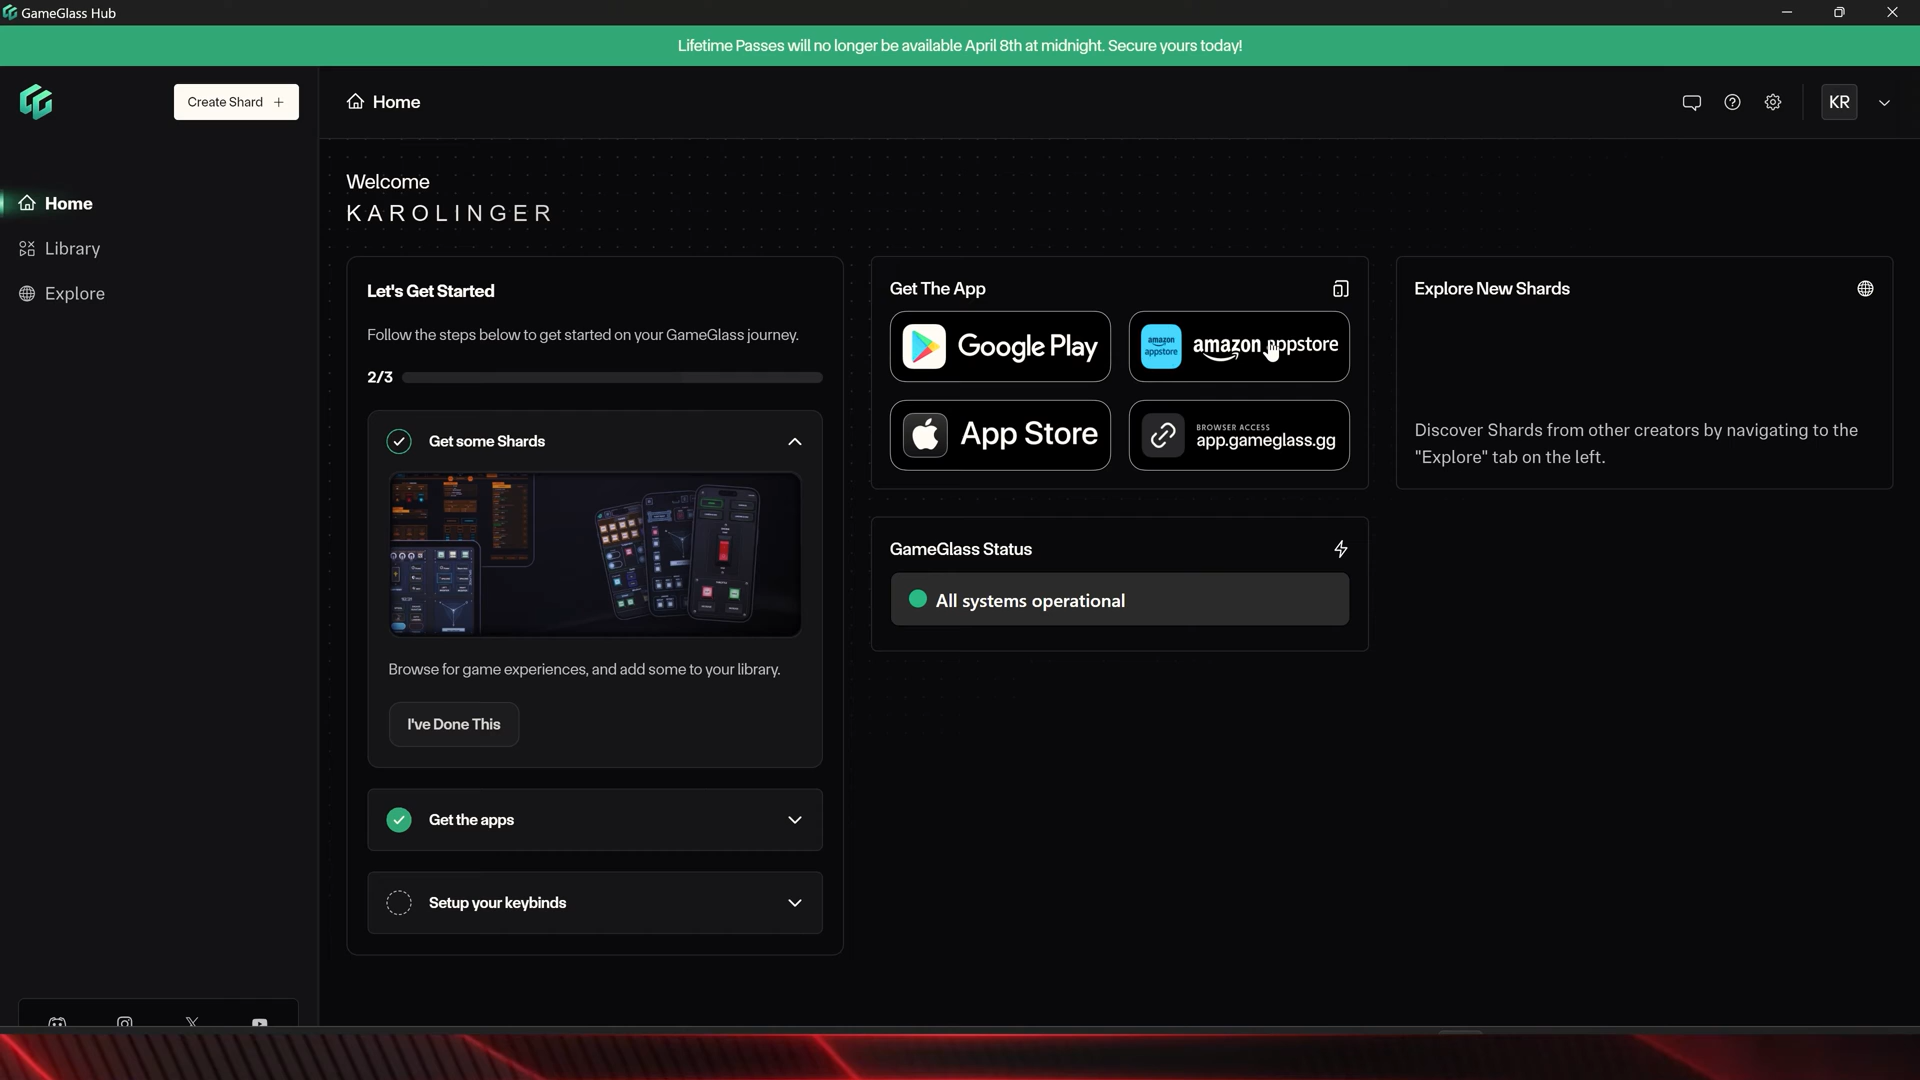 GameGlass Hub
Lifetime Passes will no longer be available April 8th at midnight. Secure yours today!
Create Shard +
Home
KR
Home
Library
Explore
Welcome
KAROLINGER
Let's Get Started
Follow the steps below to get started on your GameGlass journey.
2/3
Get some Shards
Browse for game experiences, and add some to your library.
I've Done This
Get the apps
Setup your keybinds
Get The App
Google Play
amazon appstore
amazon appstore
App Store
BROWSER ACCESS
app.gameglass.gg
GameGlass Status
All systems operational
Explore New Shards
Discover Shards from other creators by navigating to the
"Explore" tab on the left.